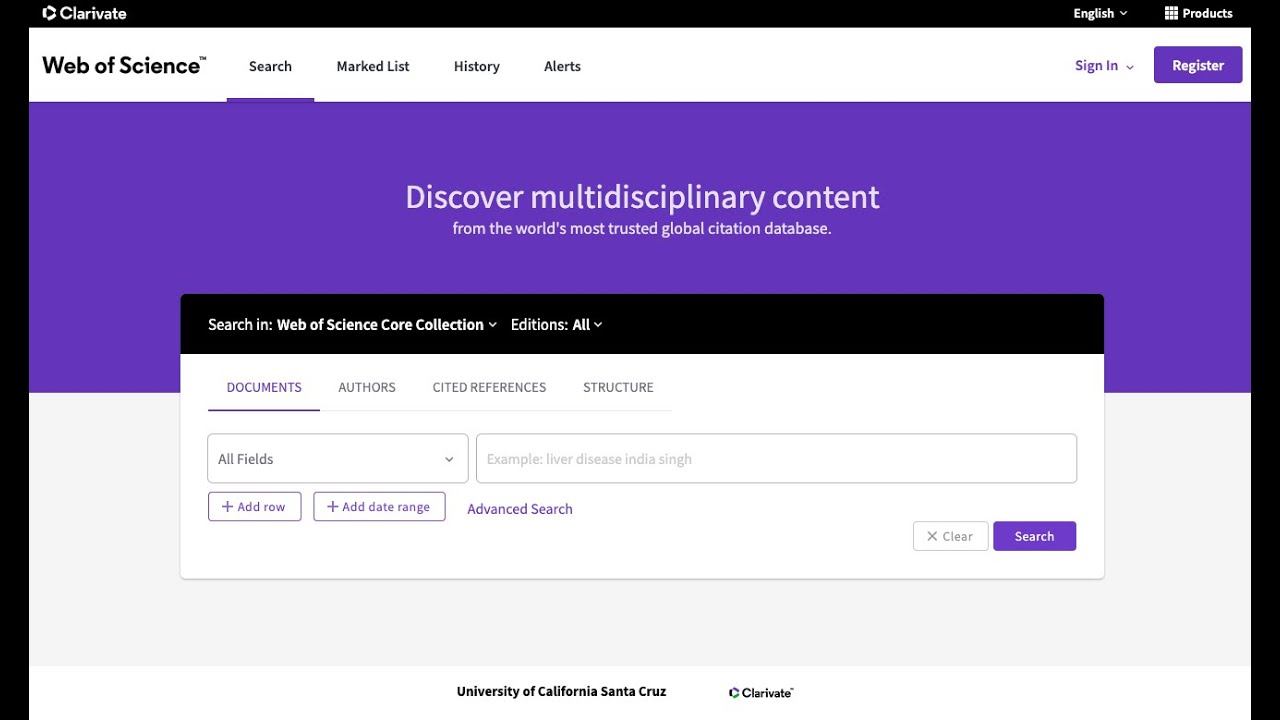 Clarivate
English
Products
Web of Science™
Search
Marked List
History
Alerts
Sign In
Register
Discover multidisciplinary content
from the world's most trusted global citation database.
Search in: Web of Science Core Collection
Editions: All
DOCUMENTS
AUTHORS
CITED REFERENCES
STRUCTURE
All Fields
Example: liver disease india singh
+ Add row
+ Add date range
Advanced Search
× Clear
Search
University of California Santa Cruz
Clarivate™